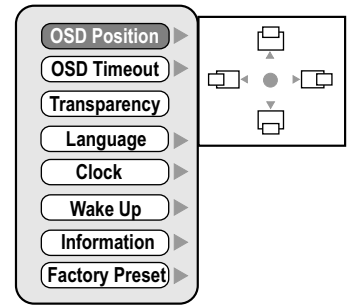 OSD Position
OSD Timeout
Transparency
Language
Clock
Wake Up
Information
Factory Preset